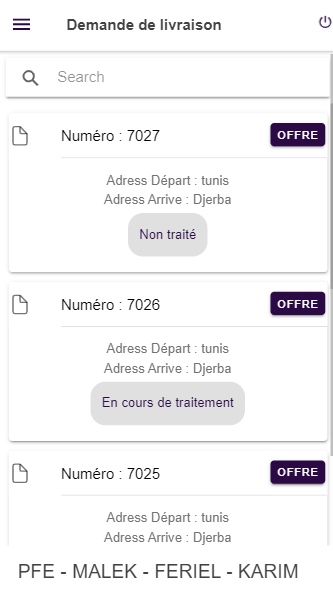 Demande de livraison
Search
Numéro : 7027
OFFRE
Adress Départ : tunis
Adress Arrive : Djerba
Non traité
Numéro : 7026
OFFRE
Adress Départ : tunis
Adress Arrive : Djerba
En cours de traitement
Numéro : 7025
OFFRE
Adress Départ : tunis
Adress Arrive : Djerba
PFE - MALEK - FERIEL - KARIM